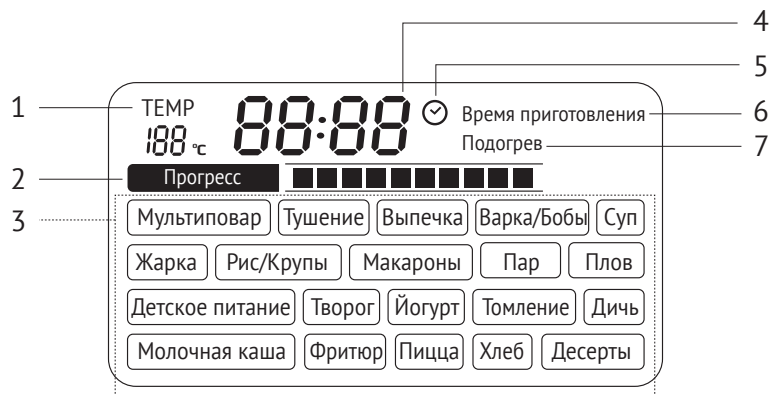 4
5
1 TEMP 88:88 Время приготовления 6
188 °C Подогрев 7
2 Прогресс
3 Мультиповар Тушение Выпечка Варка/Бобы Суп
Жарка Рис/Крупы Макароны Пар Плов
Детское питание Творог Йогурт Томление Дичь
Молочная каша Фритюр Пицца Хлеб Десерты